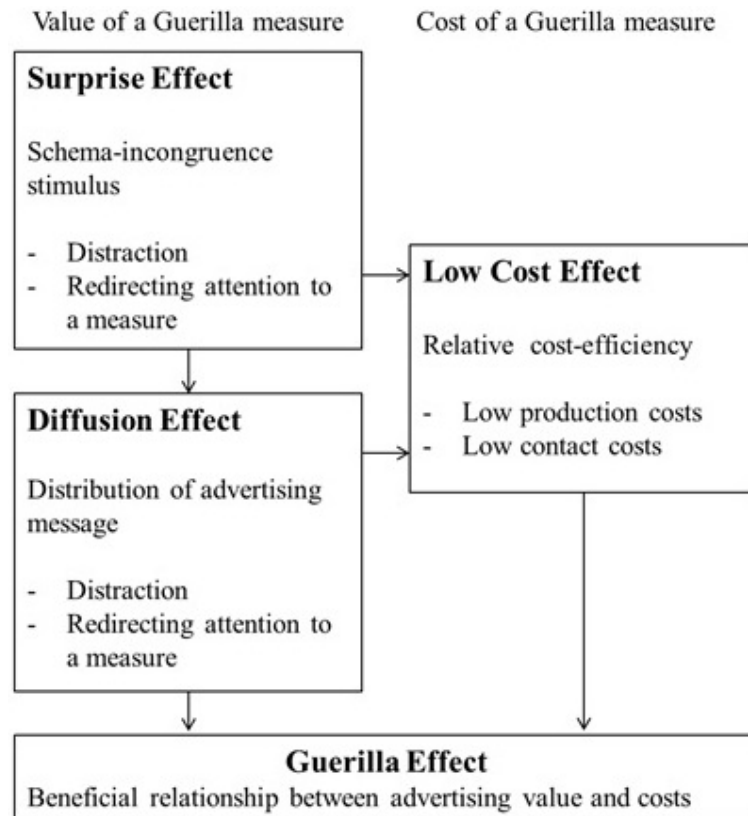 Value of a Guerilla measure
Cost of a Guerilla measure
Surprise Effect
Schema-incongruence
stimulus
- Distraction
- Redirecting attention to
a measure
Low Cost Effect
Relative cost-efficiency
- Low production costs
- Low contact costs
Diffusion Effect
Distribution of advertising
message
- Distraction
- Redirecting attention to
a measure
Guerilla Effect
Beneficial relationship between advertising value and costs